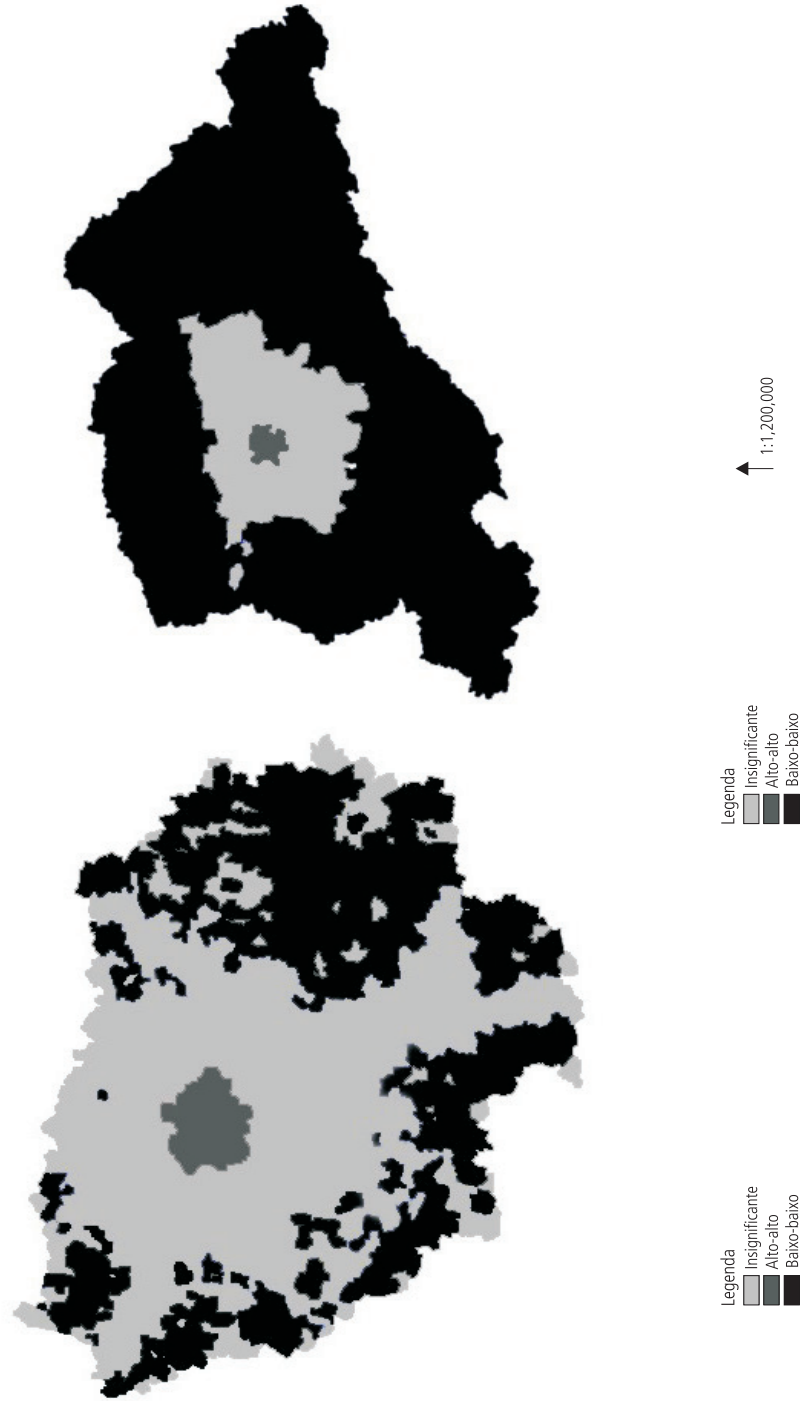 Legenda
Insignificante
Alto-alto
Baixo-baixo
Legenda
Insignificante
Alto-alto
Baixo-baixo
1:1,200,000